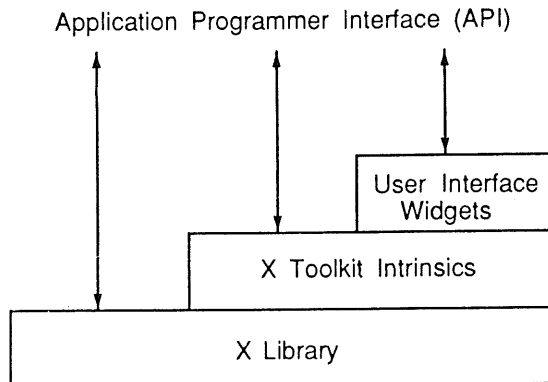 Application Programmer Interface (API)
User Interface
Widgets
X Toolkit Intrinsics
X Library